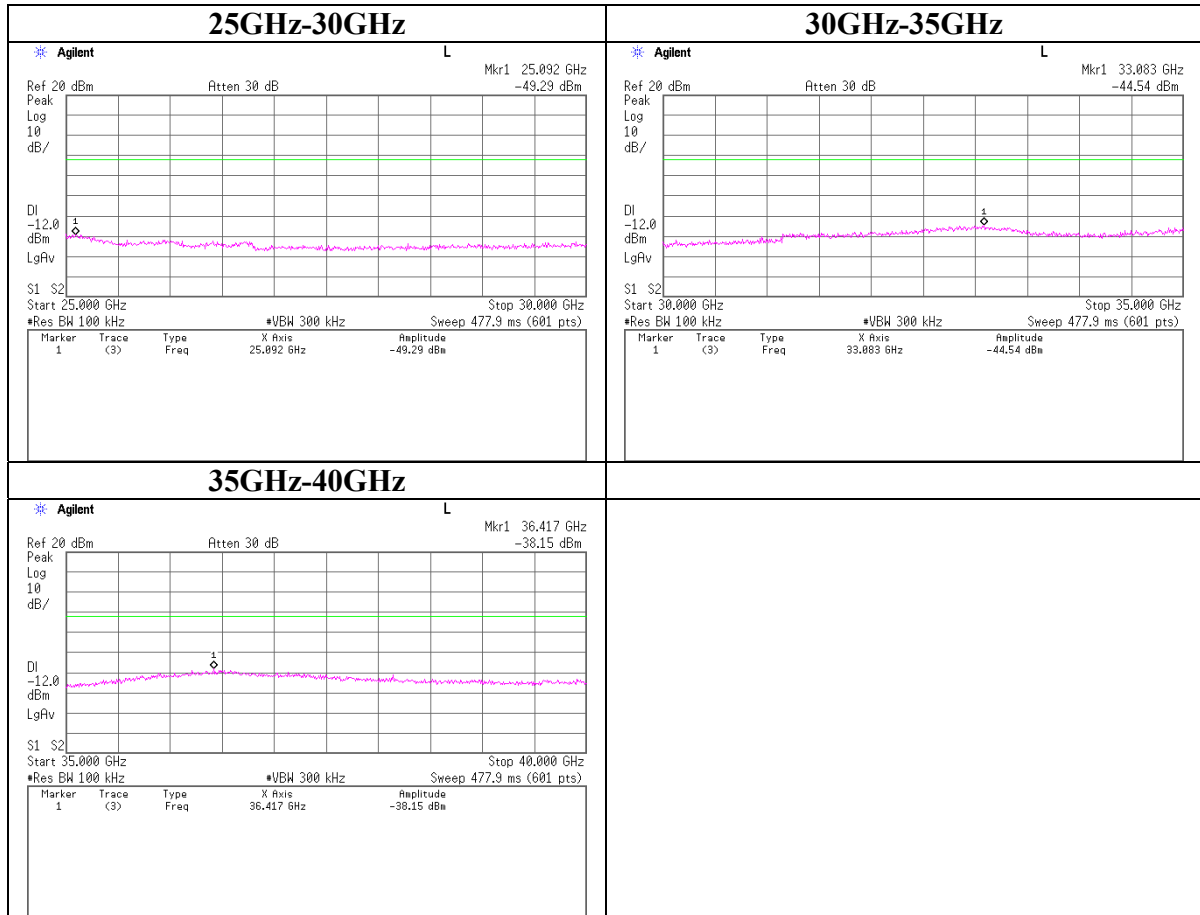 25GHz-30GHz
Agilent L
Mkr1 25.092 GHz
Ref 20 dBm Atten 30 dB -49.29 dBm
Peak
Log
10
dB/
DI
-12.0
dBm
LgAv
1
S1 S2
Start 25.000 GHz Stop 30.000 GHz
#Res BW 100 kHz #VBW 300 kHz Sweep 477.9 ms (601 pts)
Marker Trace Type X Axis Amplitude
1 (3) Freq 25.092 GHz -49.29 dBm
30GHz-35GHz
Agilent L
Mkr1 33.083 GHz
Ref 20 dBm Atten 30 dB -44.54 dBm
Peak
Log
10
dB/
DI
-12.0
dBm
LgAv
1
S1 S2
Start 30.000 GHz Stop 35.000 GHz
#Res BW 100 kHz #VBW 300 kHz Sweep 477.9 ms (601 pts)
Marker Trace Type X Axis Amplitude
1 (3) Freq 33.083 GHz -44.54 dBm
35GHz-40GHz
Agilent L
Mkr1 36.417 GHz
Ref 20 dBm Atten 30 dB -38.15 dBm
Peak
Log
10
dB/
1
DI
-12.0
dBm
LgAv
S1 S2
Start 35.000 GHz Stop 40.000 GHz
#Res BW 100 kHz #VBW 300 kHz Sweep 477.9 ms (601 pts)
Marker Trace Type X Axis Amplitude
1 (3) Freq 36.417 GHz -38.15 dBm